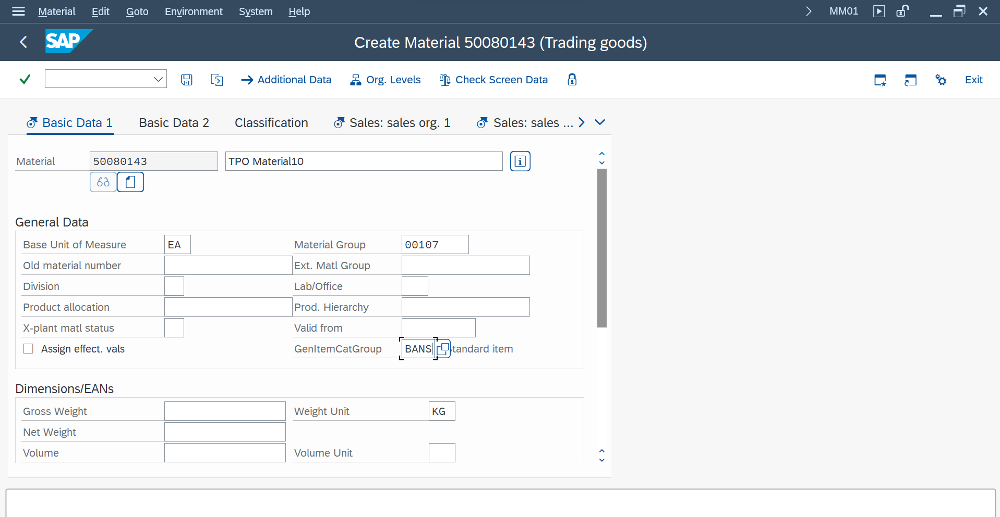 Material Edit Goto Environment System Help MM01
SAP Create Material 50080143 (Trading goods)
Additional Data Org. Levels Check Screen Data Exit
Basic Data 1 Basic Data 2 Classification Sales: sales org. 1 Sales: sales ...
Material 50080143 TPO Material10
General Data
Base Unit of Measure EA Material Group 00107
Old material number Ext. Matl Group
Division Lab/Office
Product allocation Prod. Hierarchy
X-plant matl status Valid from
Assign effect. vals GenItemCatGroup BANS tandard item
Dimensions/EANs
Gross Weight Weight Unit KG
Net Weight
Volume Volume Unit